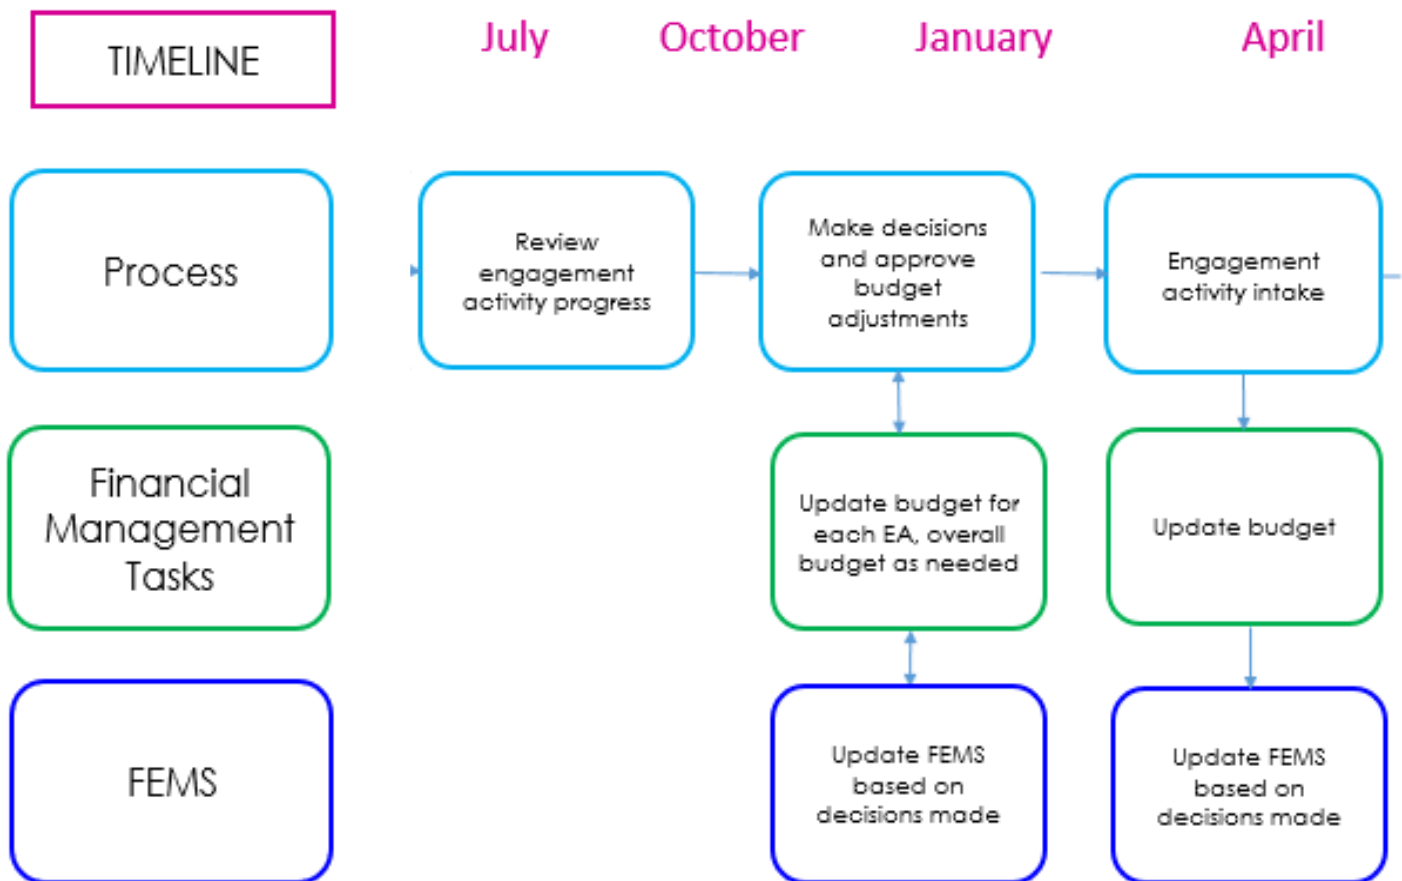 TIMELINE
July
October
January
April
Process
Review
engagement
activity progress
Make decisions
and approve
budget
adjustments
Engagement
activity intake
Financial
Management
Tasks
Update budget for
each EA, overall
budget as needed
Update budget
FEMS
Update FEMS
based on
decisions made
Update FEMS
based on
decisions made